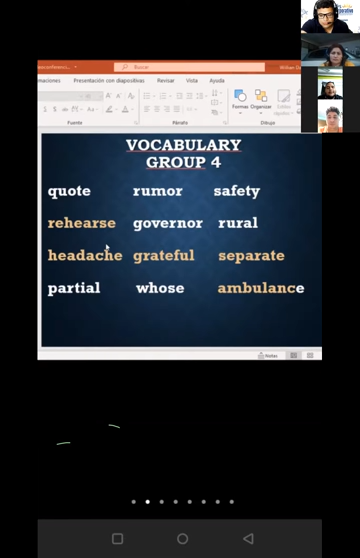 Buscar
Presentación con diapositivas Revisar Vista Ayuda
Formas Organizar
Fuente Párrafo Dibujo
VOCABULARY
GROUP 4
quote rumor safety
rehearse governor rural
headache grateful separate
partial whose ambulance
Notas